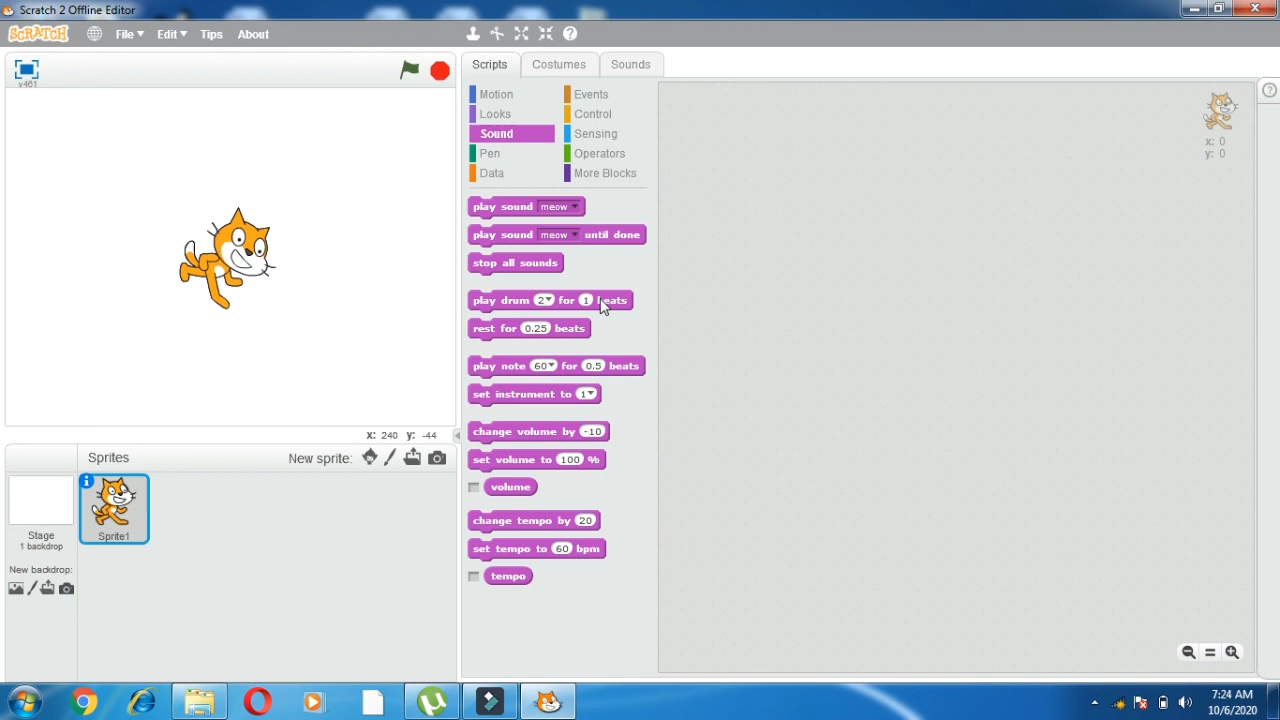 Scratch 2 Offline Editor
SCRATCH File Edit Tips About
v461
Scripts Costumes Sounds
Motion Events
Looks Control
Sound Sensing
Pen Operators
Data More Blocks
play sound meow
play sound meow until done
stop all sounds
play drum 2 for 1 beats
rest for 0.25 beats
play note 60 for 0.5 beats
set instrument to 1
change volume by -10
set volume to 100 %
volume
change tempo by 20
set tempo to 60 bpm
tempo
x: 0
y: 0
x: 240 y: -44
Sprites New sprite:
Stage
1 backdrop
New backdrop:
Sprite1
7:24 AM
10/6/2020